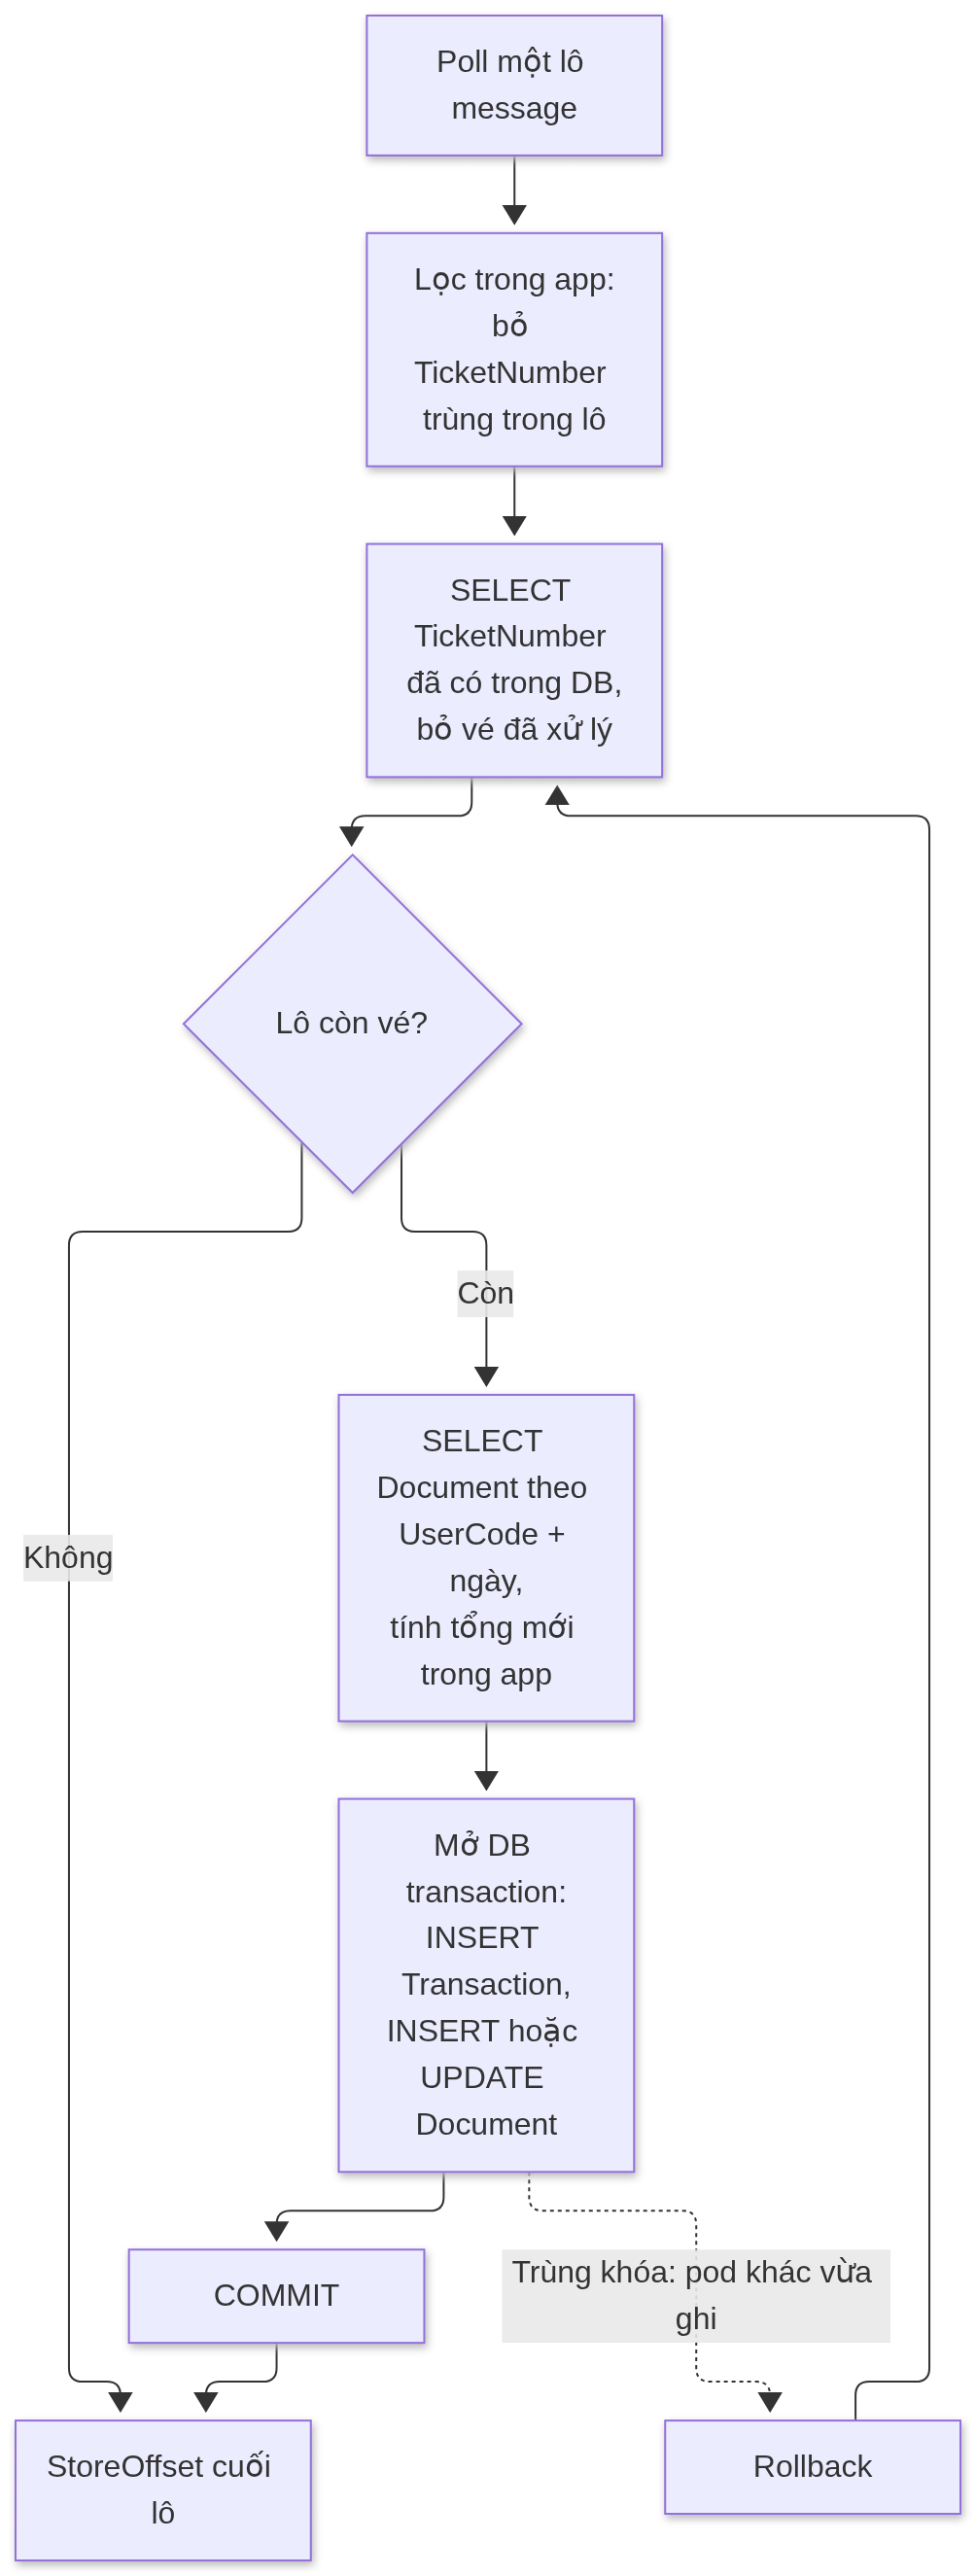 Poll một lô
message
Lọc trong app:
bỏ
TicketNumber
trùng trong lô
SELECT
TicketNumber
đã có trong DB,
bỏ vé đã xử lý
Lô còn vé?
Còn
Không
SELECT
Document theo
UserCode +
ngày,
tính tổng mới
trong app
Mở DB
transaction:
INSERT
Transaction,
INSERT hoặc
UPDATE
Document
Trùng khóa: pod khác vừa
ghi
COMMIT
StoreOffset cuối
lô
Rollback